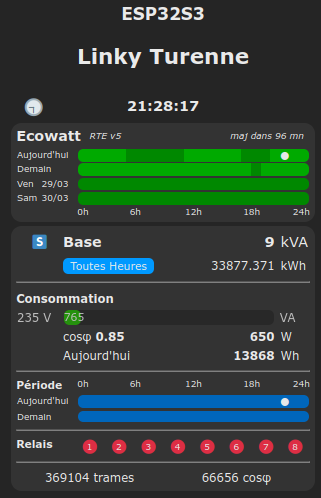 ESP32S3
Linky Turenne
21:28:17
Ecowatt RTE v5 maj dans 96 mn
Aujourd'hui
Demain
Ven 29/03
Sam 30/03
0h 6h 12h 18h 24h
S Base 9 kVA
Toutes Heures 33877.371 kWh
Consommation
235 V 765 VA
cosφ 0.85 650 W
Aujourd'hui 13868 Wh
Période 0h 6h 12h 18h 24h
Aujourd'hui
Demain
Relais 1 2 3 4 5 6 7 8
369104 trames 66656 cosφ